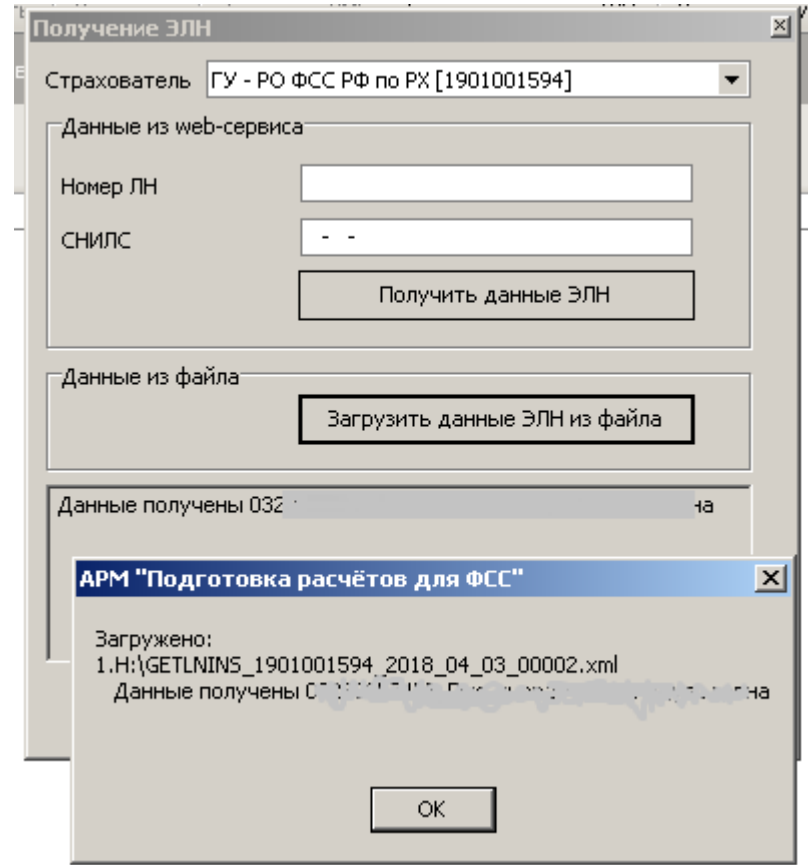 Получение ЭЛН
Страхователь ГУ - РО ФСС РФ по РХ [1901001594]
Данные из web-сервиса
Номер ЛН
СНИЛС - -
Получить данные ЭЛН
Данные из файла
Загрузить данные ЭЛН из файла
Данные получены 032 на
АРМ "Подготовка расчётов для ФСС"
Загружено:
1.H:\GETLNINS_1901001594_2018_04_03_00002.xml
Данные получены
OK